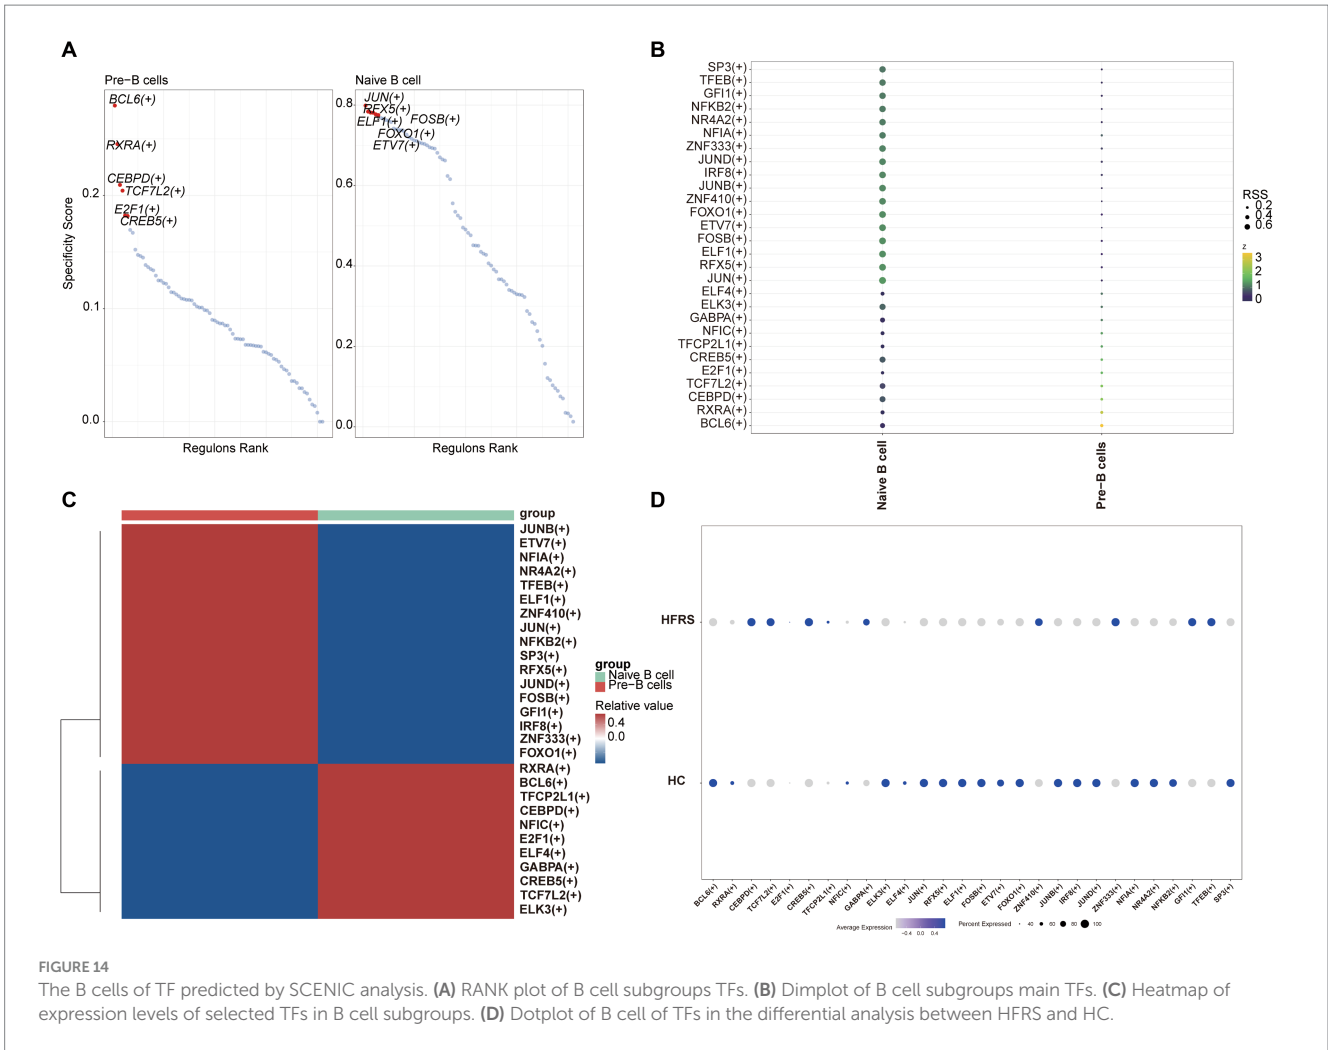 A
Pre-B cells
BCL6(+)
RXRA(+)
CEBPD(+)
TCF7L2(+)
E2F1(+)
CREB5(+)
0.2
0.1
0.0
Specificity Score
Regulons Rank
Naive B cell
JUN(+)
RFX5(+)
ELF1(+)
FOSB(+)
FOXO1(+)
ETV7(+)
0.8
0.6
0.4
0.2
0.0
Regulons Rank
B
SP3(+)
TFEB(+)
GFI1(+)
NFKB2(+)
NR4A2(+)
NFIA(+)
ZNF333(+)
JUND(+)
IRF8(+)
JUNB(+)
ZNF410(+)
FOXO1(+)
ETV7(+)
FOSB(+)
ELF1(+)
RFX5(+)
JUN(+)
ELF4(+)
ELK3(+)
GABPA(+)
NFIC(+)
TFCP2L1(+)
CREB5(+)
E2F1(+)
TCF7L2(+)
CEBPD(+)
RXRA(+)
BCL6(+)
Naive B cell
Pre-B cells
RSS
0.2
0.4
0.6
z
3
2
1
0
C
group
JUNB(+)
ETV7(+)
NFIA(+)
NR4A2(+)
TFEB(+)
ELF1(+)
ZNF410(+)
JUN(+)
NFKB2(+)
SP3(+)
RFX5(+)
JUND(+)
FOSB(+)
GFI1(+)
IRF8(+)
ZNF333(+)
FOXO1(+)
RXRA(+)
BCL6(+)
TFCP2L1(+)
CEBPD(+)
NFIC(+)
E2F1(+)
ELF4(+)
GABPA(+)
CREB5(+)
TCF7L2(+)
ELK3(+)
group
Naive B cell
Pre-B cells
Relative value
0.4
0.0
D
HFRS
HC
BCL6(+)
RXRA(+)
CEBPD(+)
TCF7L2(+)
E2F1(+)
CREB5(+)
TFCP2L1(+)
NFIC(+)
GABPA(+)
ELK3(+)
ELF4(+)
JUN(+)
RFX5(+)
ELF1(+)
FOSB(+)
ETV7(+)
FOXO1(+)
ZNF410(+)
JUNB(+)
IRF8(+)
JUND(+)
ZNF333(+)
NFIA(+)
NR4A2(+)
NFKB2(+)
GFI1(+)
TFEB(+)
SP3(+)
Average Expression
-0.4 0.0 0.4
Percent Expressed
40 60 80 100
FIGURE 14
The B cells of TF predicted by SCENIC analysis. (A) RANK plot of B cell subgroups TFs. (B) Dimplot of B cell subgroups main TFs. (C) Heatmap of
expression levels of selected TFs in B cell subgroups. (D) Dotplot of B cell of TFs in the differential analysis between HFRS and HC.